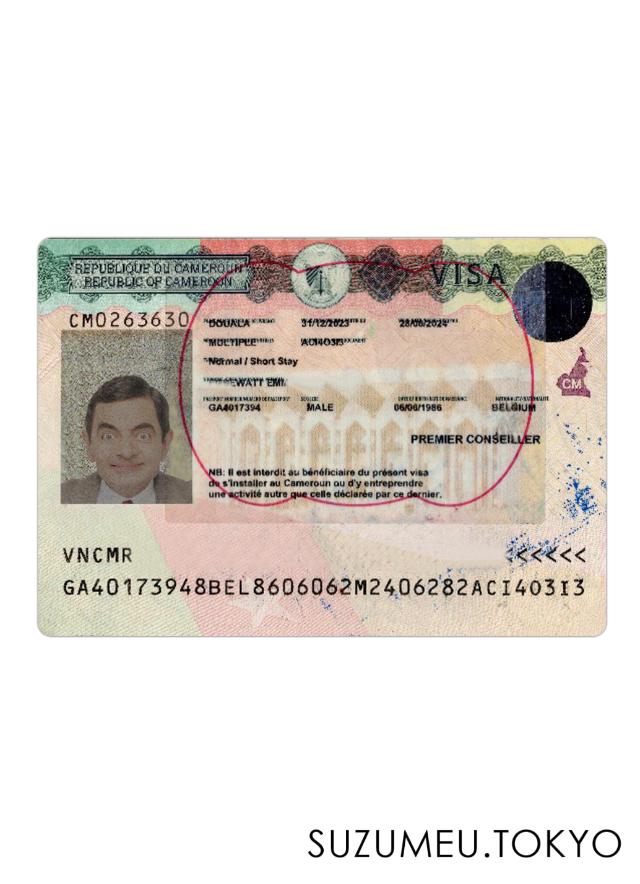 REPUBLIQUE DU CAMEROUN
REPUBLIC OF CAMEROUN
VISA
CM0263630
DOUALA 31/12/2023 28/06/2024
MULTIPLE ACI403I3
Normal / Short Stay
EWATT EMI
GA4017394 MALE 06/06/1986 BELGIUM
PREMIER CONSEILLER
CM
NB: Il est interdit au bénéficiaire du présent visa
de s'installer au Cameroun ou d'y entreprendre
une activité autre que celle déclarée par ce dernier.
VNCMR <<<<<
GA40173948BEL8606062M2406282ACI403I3
SUZUMEU.TOKYO